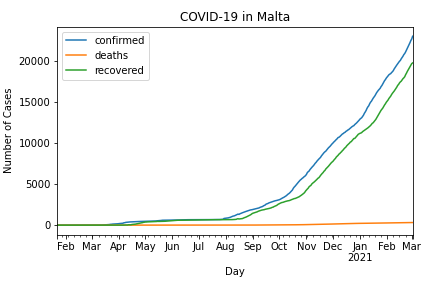 COVID-19 in Malta
confirmed
deaths
recovered
Number of Cases
20000
15000
10000
5000
0
Feb Mar Apr May Jun Jul Aug Sep Oct Nov Dec Jan Feb Mar
2021
Day